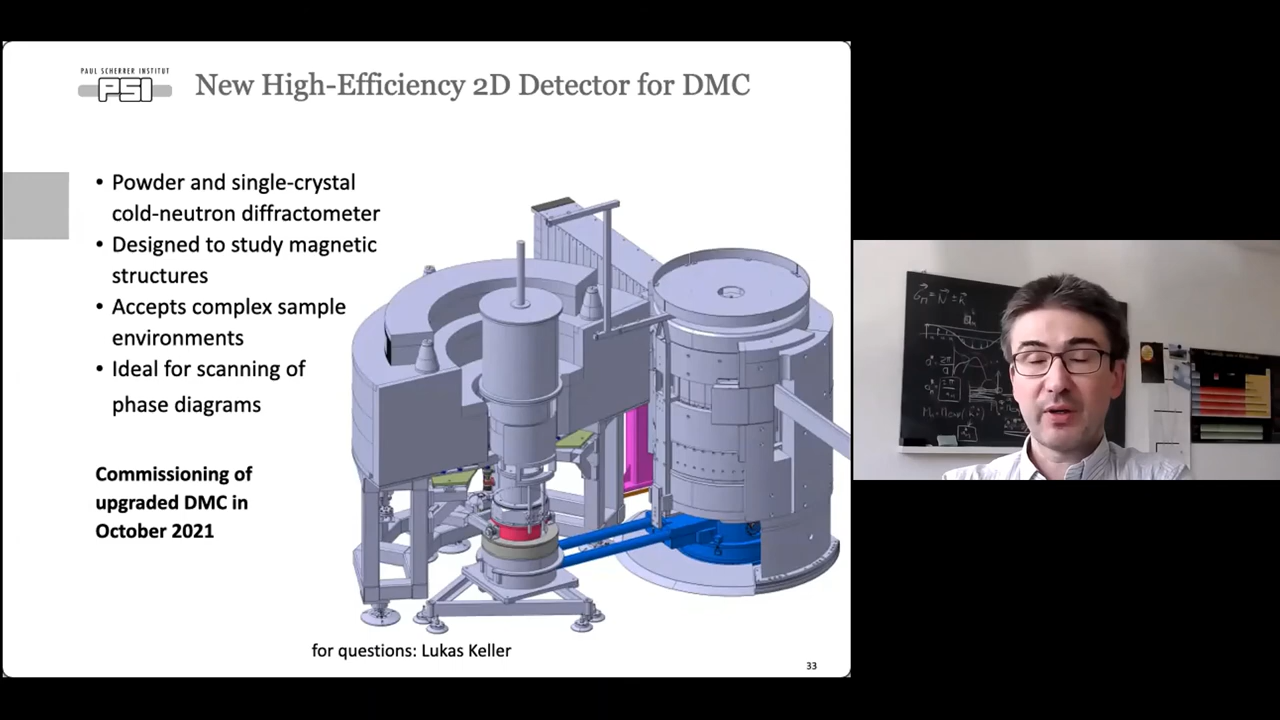 PAUL SCHERRER INSTITUT
PSI
New High-Efficiency 2D Detector for DMC
• Powder and single-crystal
cold-neutron diffractometer
• Designed to study magnetic
structures
• Accepts complex sample
environments
• Ideal for scanning of
phase diagrams
Commissioning of
upgraded DMC in
October 2021
for questions: Lukas Keller
33